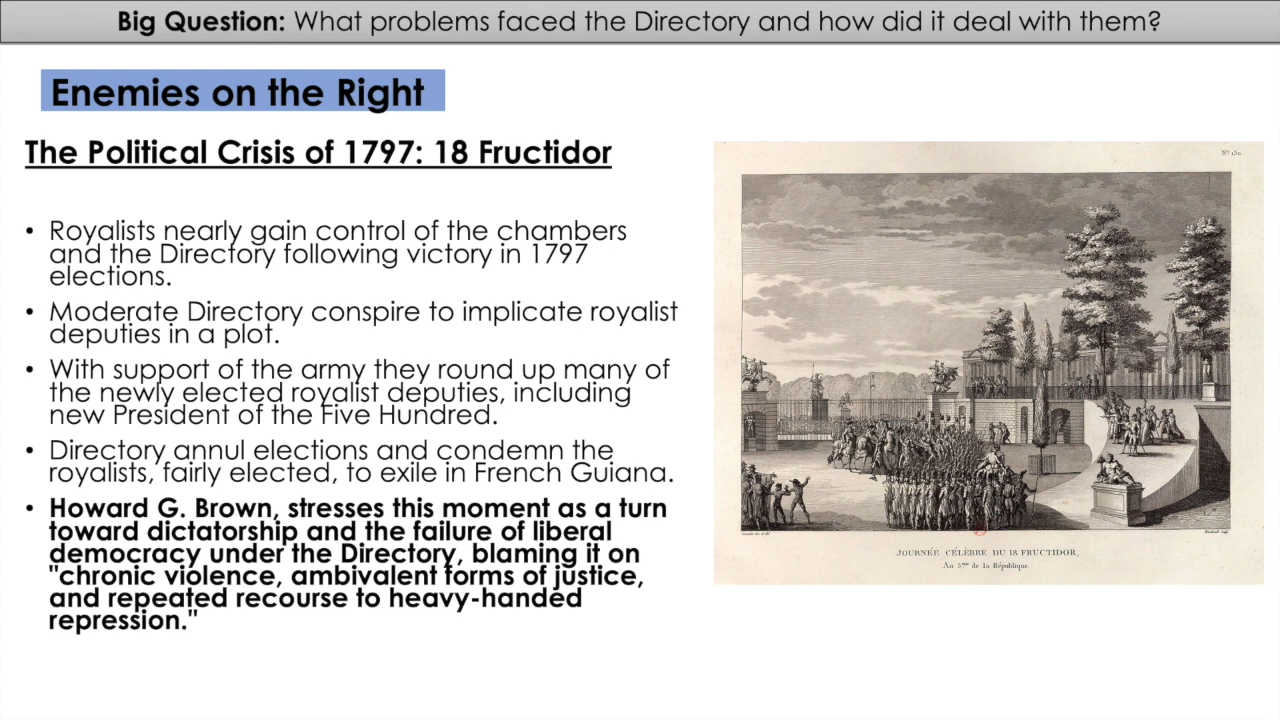 Big Question: What problems faced the Directory and how did it deal with them?
Enemies on the Right
The Political Crisis of 1797: 18 Fructidor
• Royalists nearly gain control of the chambers
and the Directory following victory in 1797
elections.
• Moderate Directory conspire to implicate royalist
deputies in a plot.
• With support of the army they round up many of
the newly elected royalist deputies, including
new President of the Five Hundred.
• Directory annul elections and condemn the
royalists, fairly elected, to exile in French Guiana.
• Howard G. Brown, stresses this moment as a turn
toward dictatorship and the failure of liberal
democracy under the Directory, blaming it on
"chronic violence, ambivalent forms of justice,
and repeated recourse to heavy-handed
repression."
JOURNÉE CÉLÈBRE DU 18 FRUCTIDOR,
An 5me de la République.